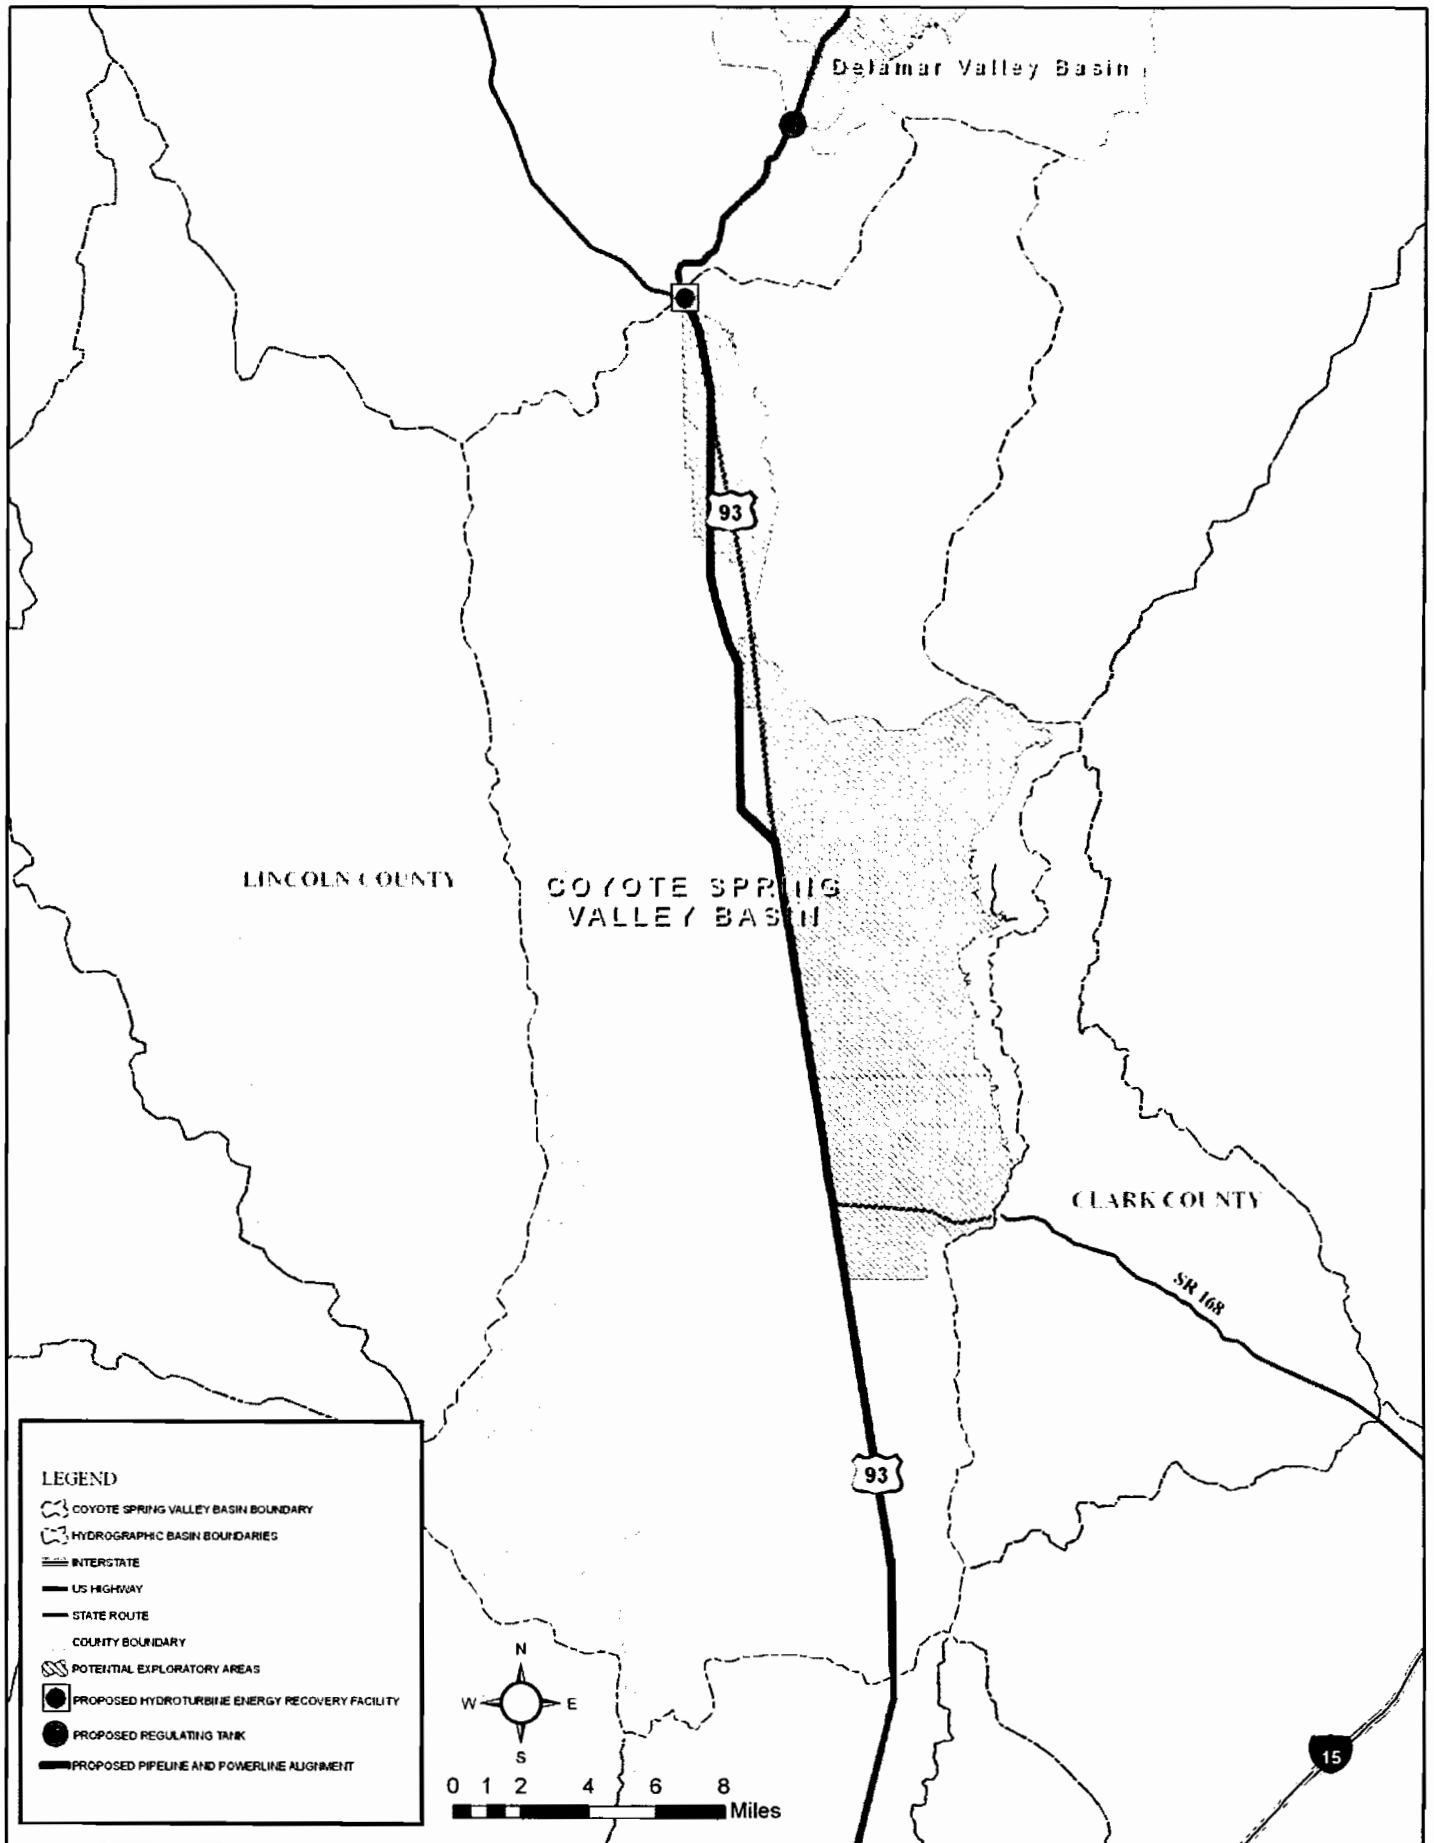 Delamar Valley Basin
93
LINCOLN COUNTY
COYOTE SPRING
VALLEY BASIN
CLARK COUNTY
SR 168
93
LEGEND
COYOTE SPRING VALLEY BASIN BOUNDARY
HYDROGRAPHIC BASIN BOUNDARIES
INTERSTATE
US HIGHWAY
STATE ROUTE
COUNTY BOUNDARY
POTENTIAL EXPLORATORY AREAS
PROPOSED HYDROTURBINE ENERGY RECOVERY FACILITY
PROPOSED REGULATING TANK
PROPOSED PIPELINE AND POWERLINE ALIGNMENT
N
W E
S
0 1 2 4 6 8
Miles
15